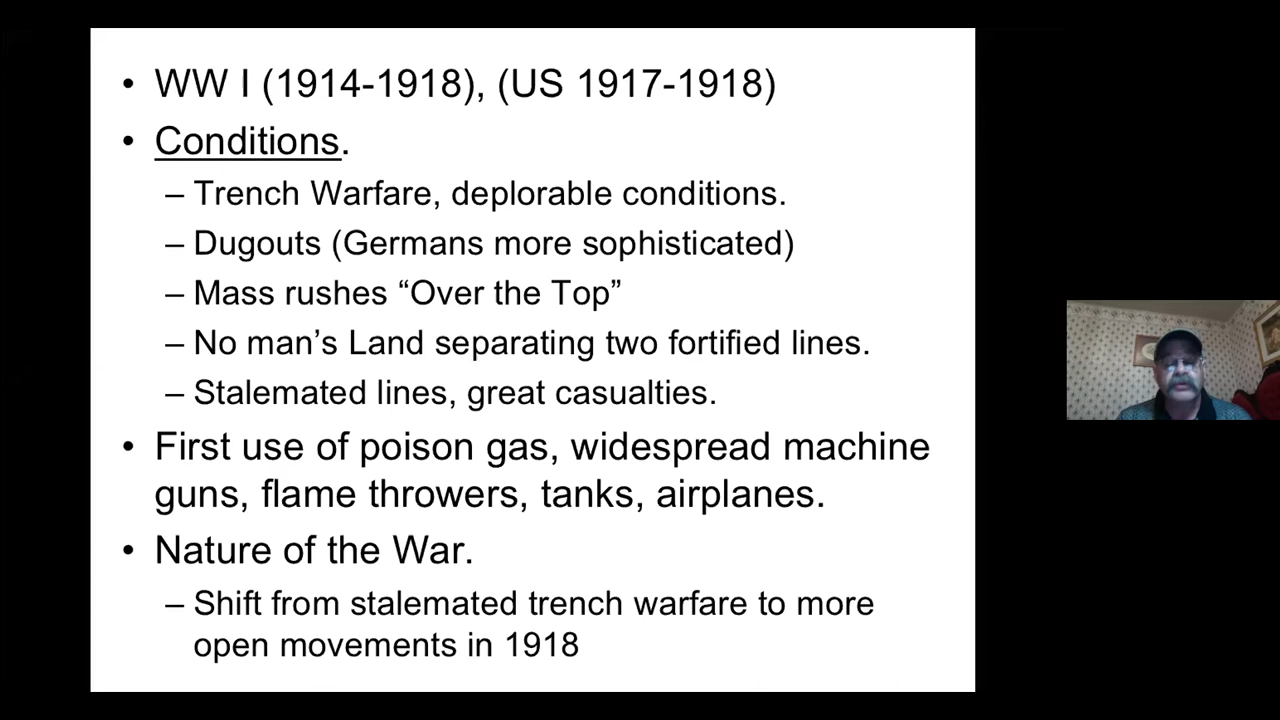 • WW I (1914-1918), (US 1917-1918)
• Conditions.
– Trench Warfare, deplorable conditions.
– Dugouts (Germans more sophisticated)
– Mass rushes “Over the Top”
– No man’s Land separating two fortified lines.
– Stalemated lines, great casualties.
• First use of poison gas, widespread machine
guns, flame throwers, tanks, airplanes.
• Nature of the War.
– Shift from stalemated trench warfare to more
open movements in 1918